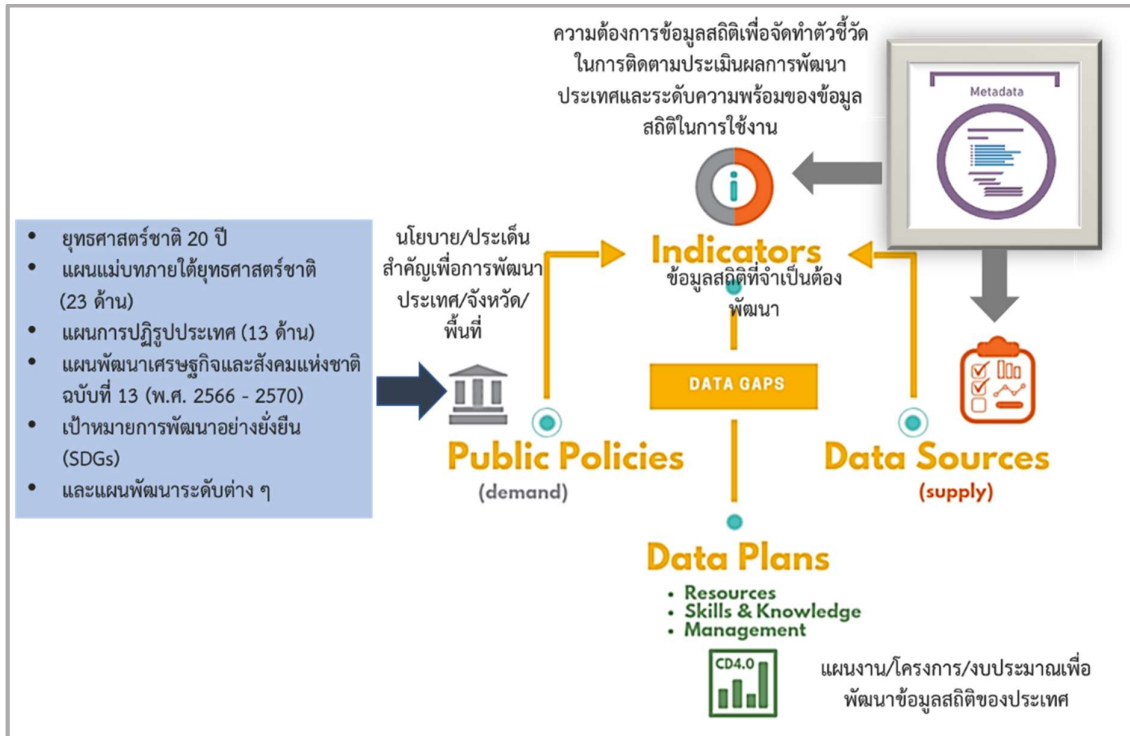 ความต้องการข้อมูลสถิติเพื่อจัดทำตัวชี้วัด
ในการติดตามประเมินผลการพัฒนา
ประเทศและระดับความพร้อมของข้อมูล
สถิติในการใช้งาน
Metadata
• ยุทธศาสตร์ชาติ 20 ปี
• แผนแม่บทภายใต้ยุทธศาสตร์ชาติ
(23 ด้าน)
• แผนการปฏิรูปประเทศ (13 ด้าน)
• แผนพัฒนาเศรษฐกิจและสังคมแห่งชาติ
ฉบับที่ 13 (พ.ศ. 2566 - 2570)
• เป้าหมายการพัฒนาอย่างยั่งยืน
(SDGs)
• และแผนพัฒนาระดับต่าง ๆ
นโยบาย/ประเด็น
สำคัญเพื่อการพัฒนา
ประเทศ/จังหวัด/
พื้นที่
Indicators
ข้อมูลสถิติที่จำเป็นต้อง
พัฒนา
DATA GAPS
Public Policies
(demand)
Data Sources
(supply)
Data Plans
• Resources
• Skills & Knowledge
• Management
CD4.0
แผนงาน/โครงการ/งบประมาณเพื่อ
พัฒนาข้อมูลสถิติของประเทศ